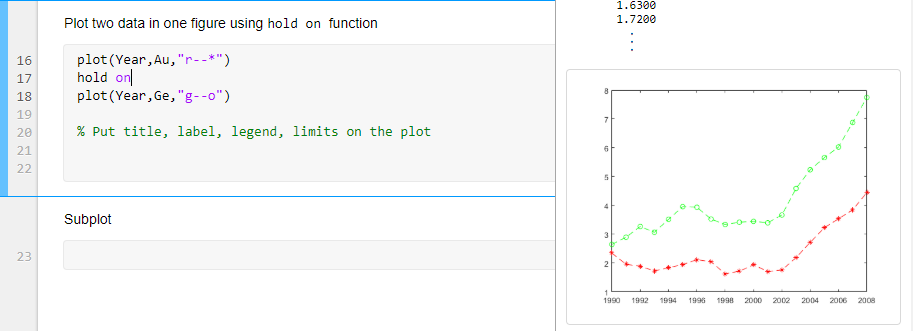 Plot two data in one figure using hold on function
16 plot(Year,Au,"r--*")
17 hold on
18 plot(Year,Ge,"g--o")
19
20 % Put title, label, legend, limits on the plot
21
22
Subplot
23
1.6300
1.7200
8
7
6
5
4
3
2
1
1990 1992 1994 1996 1998 2000 2002 2004 2006 2008